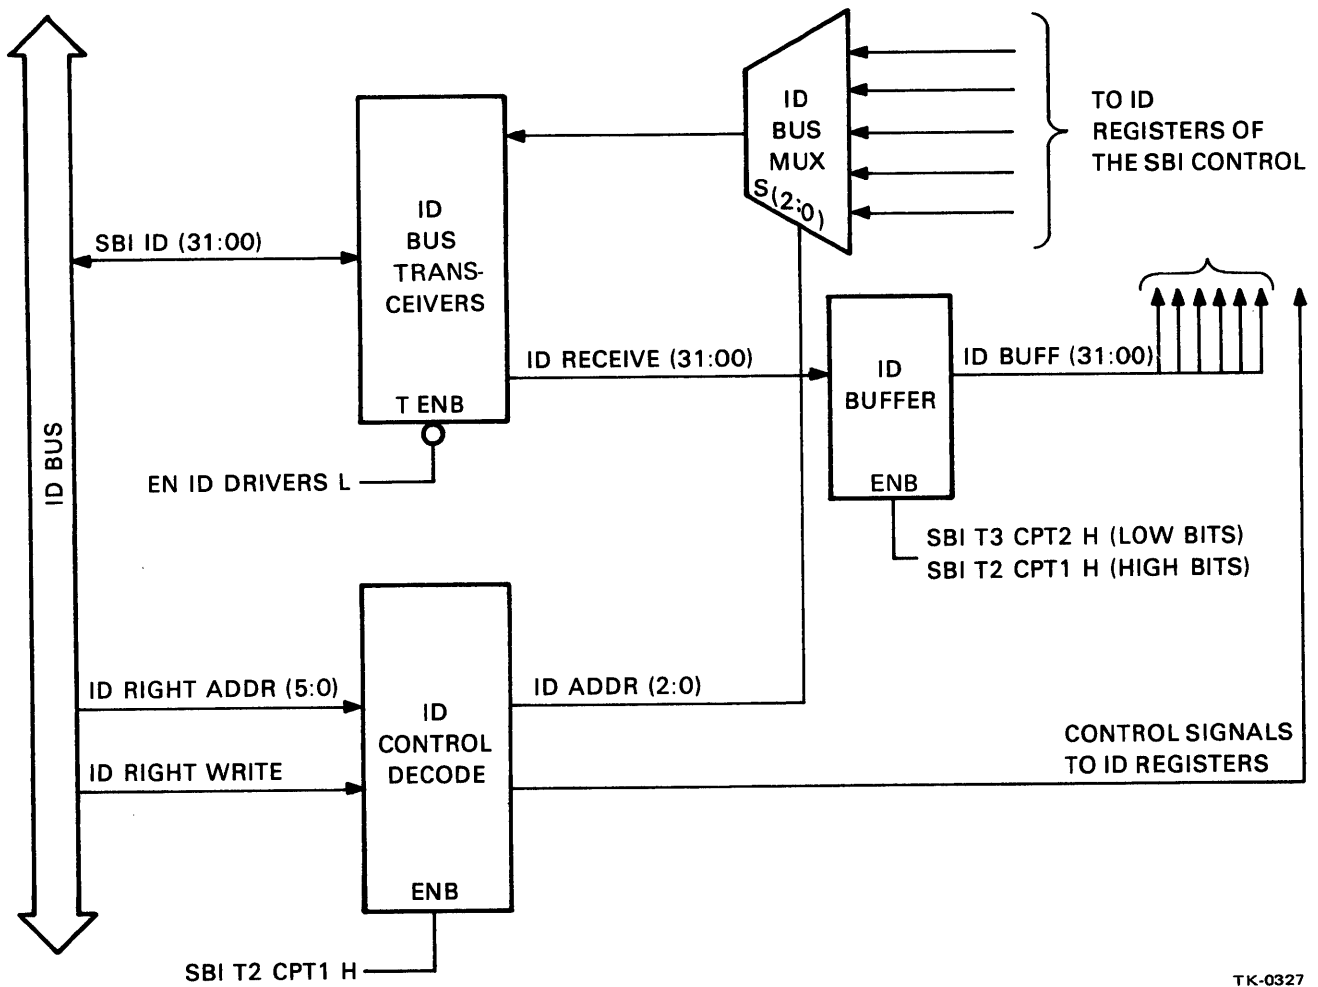 ID
BUS
MUX
S(2:0)
TO ID
REGISTERS OF
THE SBI CONTROL
ID
BUS
TRANS-
CEIVERS
T ENB
SBI ID (31:00)
EN ID DRIVERS L
ID RECEIVE (31:00)
ID
BUFFER
ENB
ID BUFF (31:00)
SBI T3 CPT2 H (LOW BITS)
SBI T2 CPT1 H (HIGH BITS)
ID BUS
ID RIGHT ADDR (5:0)
ID RIGHT WRITE
ID
CONTROL
DECODE
ENB
ID ADDR (2:0)
CONTROL SIGNALS
TO ID REGISTERS
SBI T2 CPT1 H
TK-0327